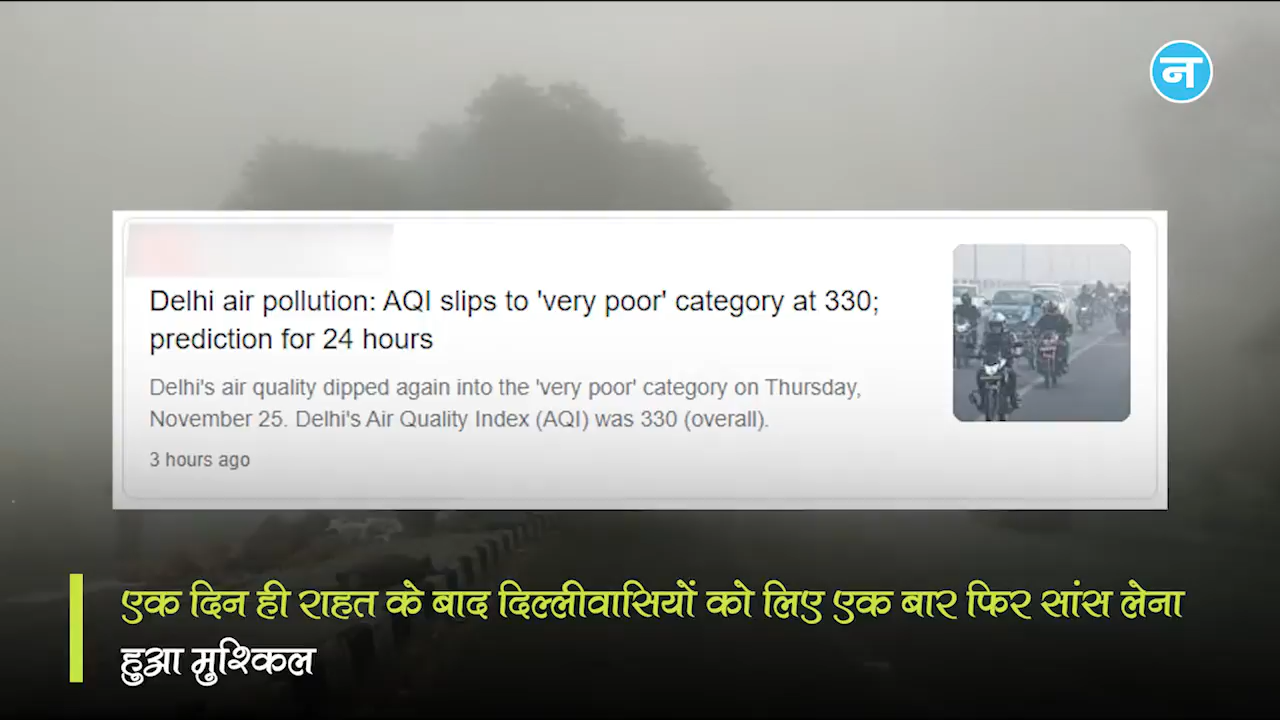 न
Delhi air pollution: AQI slips to 'very poor' category at 330;
prediction for 24 hours
Delhi's air quality dipped again into the 'very poor' category on Thursday,
November 25. Delhi's Air Quality Index (AQI) was 330 (overall).
3 hours ago
एक दिन ही राहत के बाद दिल्लीवासियों को लिए एक बार फिर सांस लेना
हुआ मुश्किल